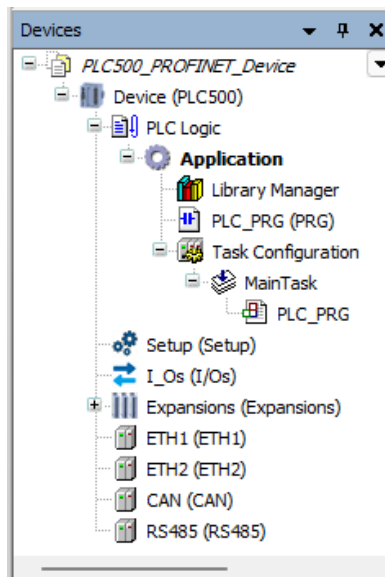 Devices
PLC500_PROFINET_Device
Device (PLC500)
PLC Logic
Application
Library Manager
PLC_PRG (PRG)
Task Configuration
MainTask
PLC_PRG
Setup (Setup)
I_Os (I/Os)
Expansions (Expansions)
ETH1 (ETH1)
ETH2 (ETH2)
CAN (CAN)
RS485 (RS485)